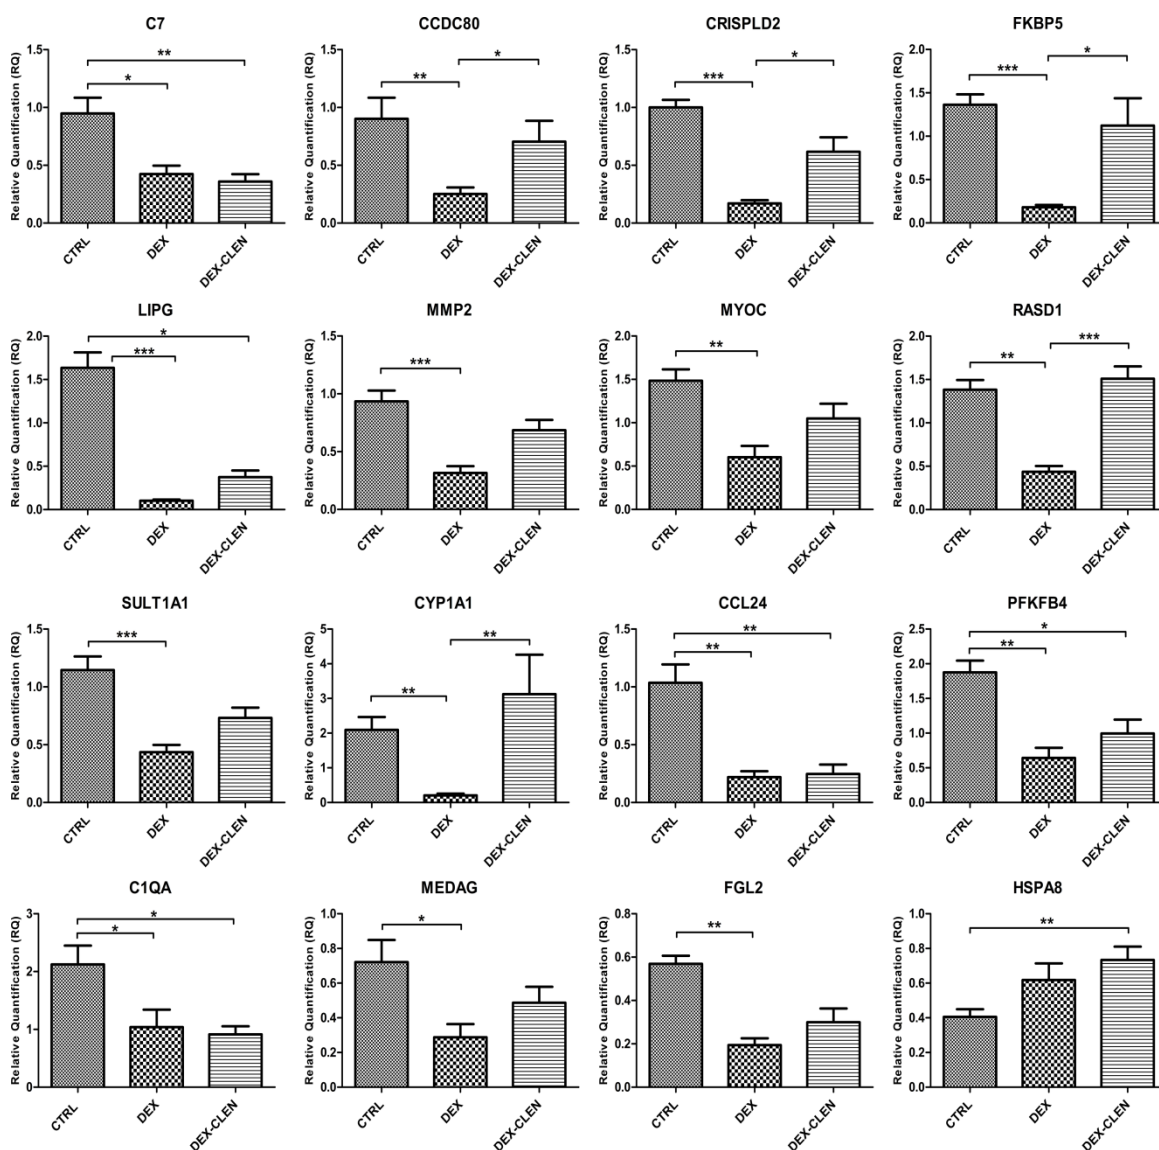 C7
Relative Quantification (RQ)
1.5
1.0
0.5
0.0
**
*
CTRL
DEX
DEX-CLEN
CCDC80
Relative Quantification (RQ)
1.5
1.0
0.5
0.0
**
*
CTRL
DEX
DEX-CLEN
CRISPLD2
Relative Quantification (RQ)
1.5
1.0
0.5
0.0
***
*
CTRL
DEX
DEX-CLEN
FKBP5
Relative Quantification (RQ)
2.0
1.5
1.0
0.5
0.0
***
*
CTRL
DEX
DEX-CLEN
LIPG
Relative Quantification (RQ)
2.0
1.5
1.0
0.5
0.0
*
***
CTRL
DEX
DEX-CLEN
MMP2
Relative Quantification (RQ)
1.5
1.0
0.5
0.0
***
CTRL
DEX
DEX-CLEN
MYOC
Relative Quantification (RQ)
2.0
1.5
1.0
0.5
0.0
**
CTRL
DEX
DEX-CLEN
RASD1
Relative Quantification (RQ)
2.0
1.5
1.0
0.5
0.0
**
***
CTRL
DEX
DEX-CLEN
SULT1A1
Relative Quantification (RQ)
1.5
1.0
0.5
0.0
***
CTRL
DEX
DEX-CLEN
CYP1A1
Relative Quantification (RQ)
5
4
3
2
1
0
**
**
CTRL
DEX
DEX-CLEN
CCL24
Relative Quantification (RQ)
1.5
1.0
0.5
0.0
**
**
CTRL
DEX
DEX-CLEN
PFKFB4
Relative Quantification (RQ)
2.5
2.0
1.5
1.0
0.5
0.0
*
**
CTRL
DEX
DEX-CLEN
C1QA
Relative Quantification (RQ)
3
2
1
0
*
*
CTRL
DEX
DEX-CLEN
MEDAG
Relative Quantification (RQ)
1.0
0.8
0.6
0.4
0.2
0.0
*
CTRL
DEX
DEX-CLEN
FGL2
Relative Quantification (RQ)
0.8
0.6
0.4
0.2
0.0
**
CTRL
DEX
DEX-CLEN
HSPA8
Relative Quantification (RQ)
1.0
0.8
0.6
0.4
0.2
0.0
**
CTRL
DEX
DEX-CLEN